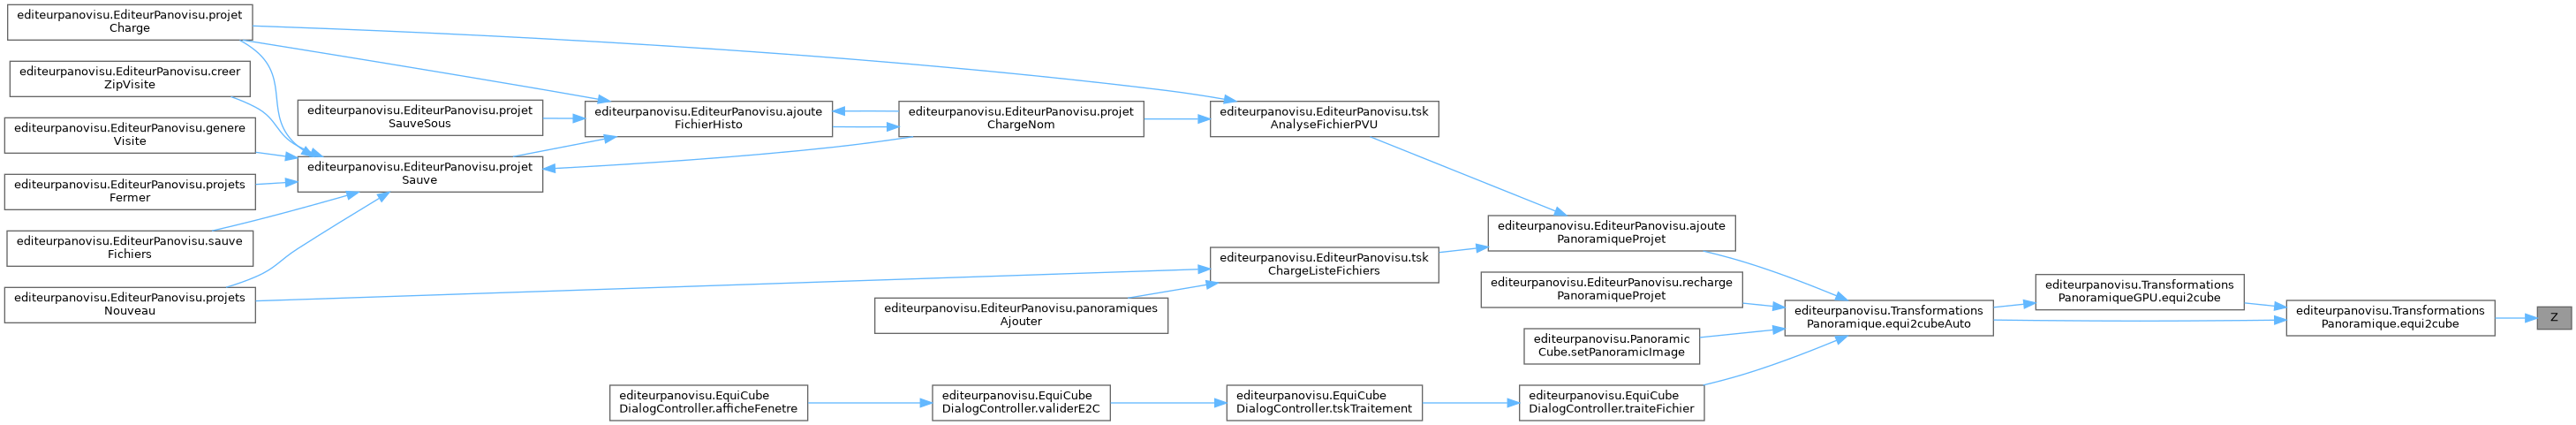 editeurpanovisu.EditeurPanovisu.projet
Charge
editeurpanovisu.EditeurPanovisu.creer
ZipVisite
editeurpanovisu.EditeurPanovisu.genere
Visite
editeurpanovisu.EditeurPanovisu.projets
Fermer
editeurpanovisu.EditeurPanovisu.sauve
Fichiers
editeurpanovisu.EditeurPanovisu.projets
Nouveau
editeurpanovisu.EditeurPanovisu.projet
SauveSous
editeurpanovisu.EditeurPanovisu.projet
Sauve
editeurpanovisu.EditeurPanovisu.ajoute
FichierHisto
editeurpanovisu.EditeurPanovisu.projet
ChargeNom
editeurpanovisu.EditeurPanovisu.panoramiques
Ajouter
editeurpanovisu.EquiCube
DialogController.afficheFenetre
editeurpanovisu.EquiCube
DialogController.validerE2C
editeurpanovisu.EditeurPanovisu.tsk
AnalyseFichierPVU
editeurpanovisu.EditeurPanovisu.tsk
ChargeListeFichiers
editeurpanovisu.EquiCube
DialogController.tskTraitement
editeurpanovisu.EditeurPanovisu.ajoute
PanoramiqueProjet
editeurpanovisu.EditeurPanovisu.recharge
PanoramiqueProjet
editeurpanovisu.Panoramic
Cube.setPanoramicImage
editeurpanovisu.EquiCube
DialogController.traiteFichier
editeurpanovisu.Transformations
Panoramique.equi2cubeAuto
editeurpanovisu.Transformations
PanoramiqueGPU.equi2cube
editeurpanovisu.Transformations
Panoramique.equi2cube
Z